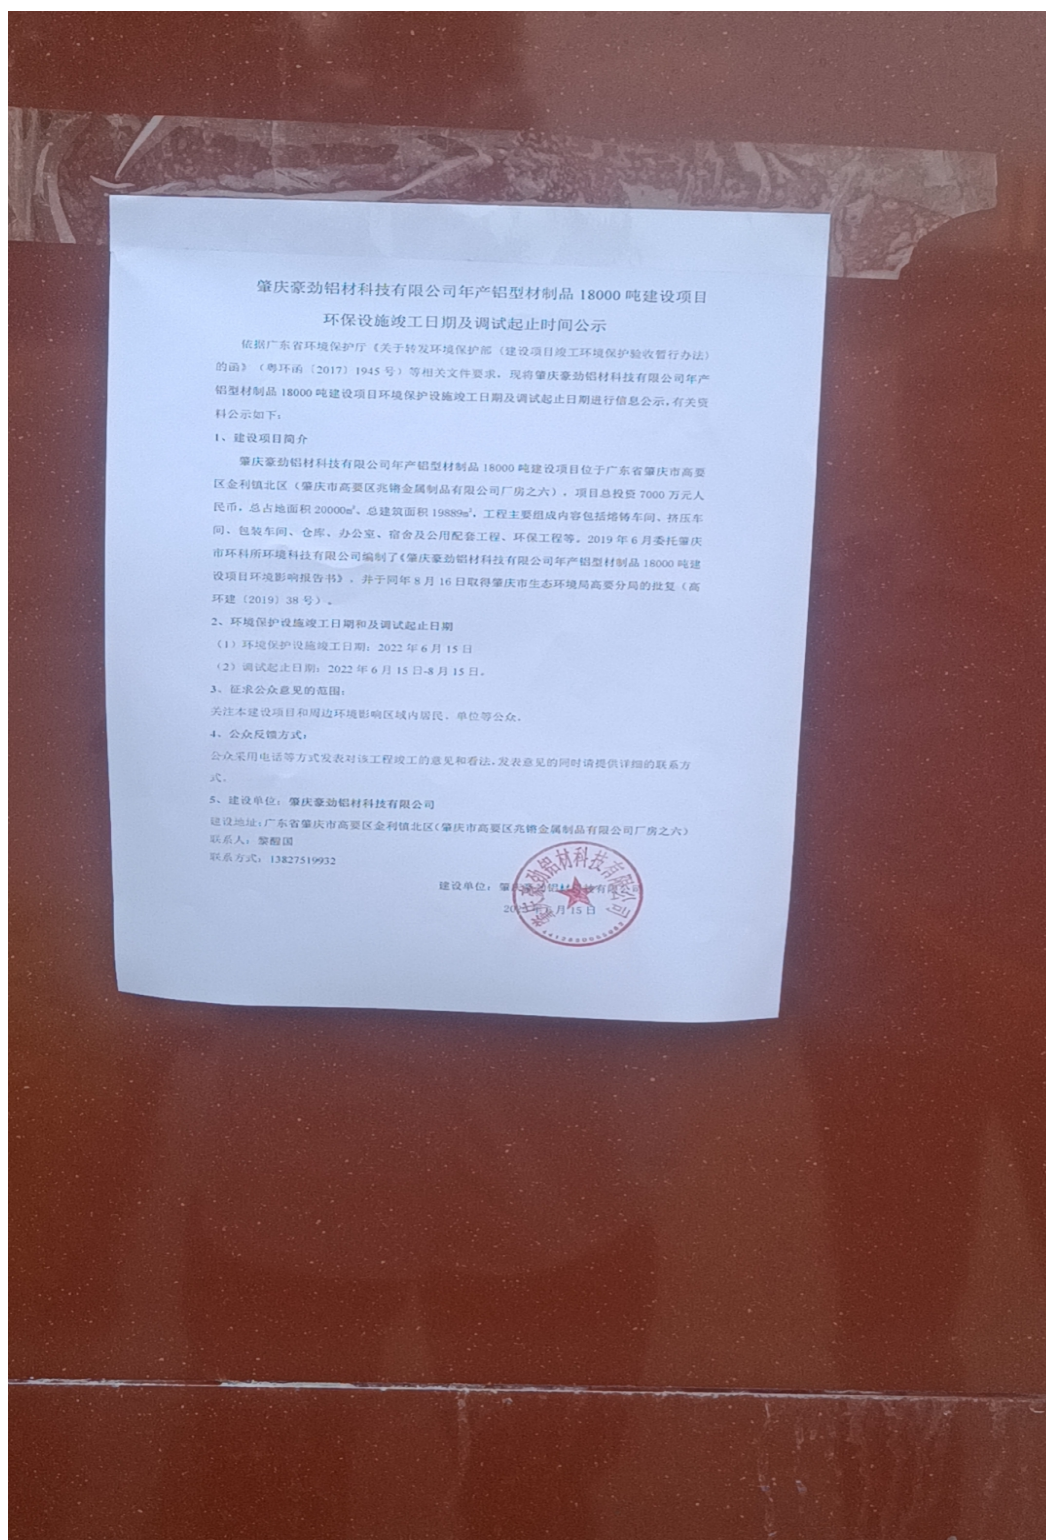 肇庆豪劲铝材科技有限公司年产铝型材制品 18000 吨建设项目
环保设施竣工日期及调试起止时间公示
依据广东省环境保护厅《关于转发环境保护部（建设项目竣工环境保护验收暂行办法）
的函》（粤环函〔2017〕1945 号）等相关文件要求，现将肇庆豪劲铝材科技有限公司年产
铝型材制品 18000 吨建设项目环境保护设施竣工日期及调试起止日期进行信息公示，有关资
料公示如下：
1、建设项目简介
肇庆豪劲铝材科技有限公司年产铝型材制品 18000 吨建设项目位于广东省肇庆市高要
区金利镇北区（肇庆市高要区兆锵金属制品有限公司厂房之六），项目总投资 7000 万元人
民币，总占地面积 20000㎡、总建筑面积 19889㎡，工程主要组成内容包括熔铸车间、挤压车
间、包装车间、仓库、办公室、宿舍及公用配套工程、环保工程等。2019 年 6 月委托肇庆
市环科所环境科技有限公司编制了《肇庆豪劲铝材科技有限公司年产铝型材制品 18000 吨建
设项目环境影响报告书》，并于同年 8 月 16 日取得肇庆市生态环境局高要分局的批复（高
环建〔2019〕38 号）。
2、环境保护设施竣工日期和及调试起止日期
（1）环境保护设施竣工日期：2022 年 6 月 15 日
（2）调试起止日期：2022 年 6 月 15 日-8 月 15 日。
3、征求公众意见的范围：
关注本建设项目和周边环境影响区域内居民、单位等公众。
4、公众反馈方式：
公众采用电话等方式发表对该工程竣工的意见和看法，发表意见的同时请提供详细的联系方
式。
5、建设单位：肇庆豪劲铝材科技有限公司
建设地址：广东省肇庆市高要区金利镇北区（肇庆市高要区兆锵金属制品有限公司厂房之六）
联系人：黎醒国
联系方式：13827519932
建设单位：肇庆豪劲铝材科技有限公司
2022 年 6 月 15 日
肇庆豪劲铝材科技有限公司